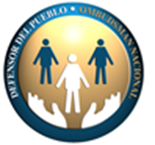 DEFENSOR DEL PUEBLO • OMBUDSMAN NACIONAL